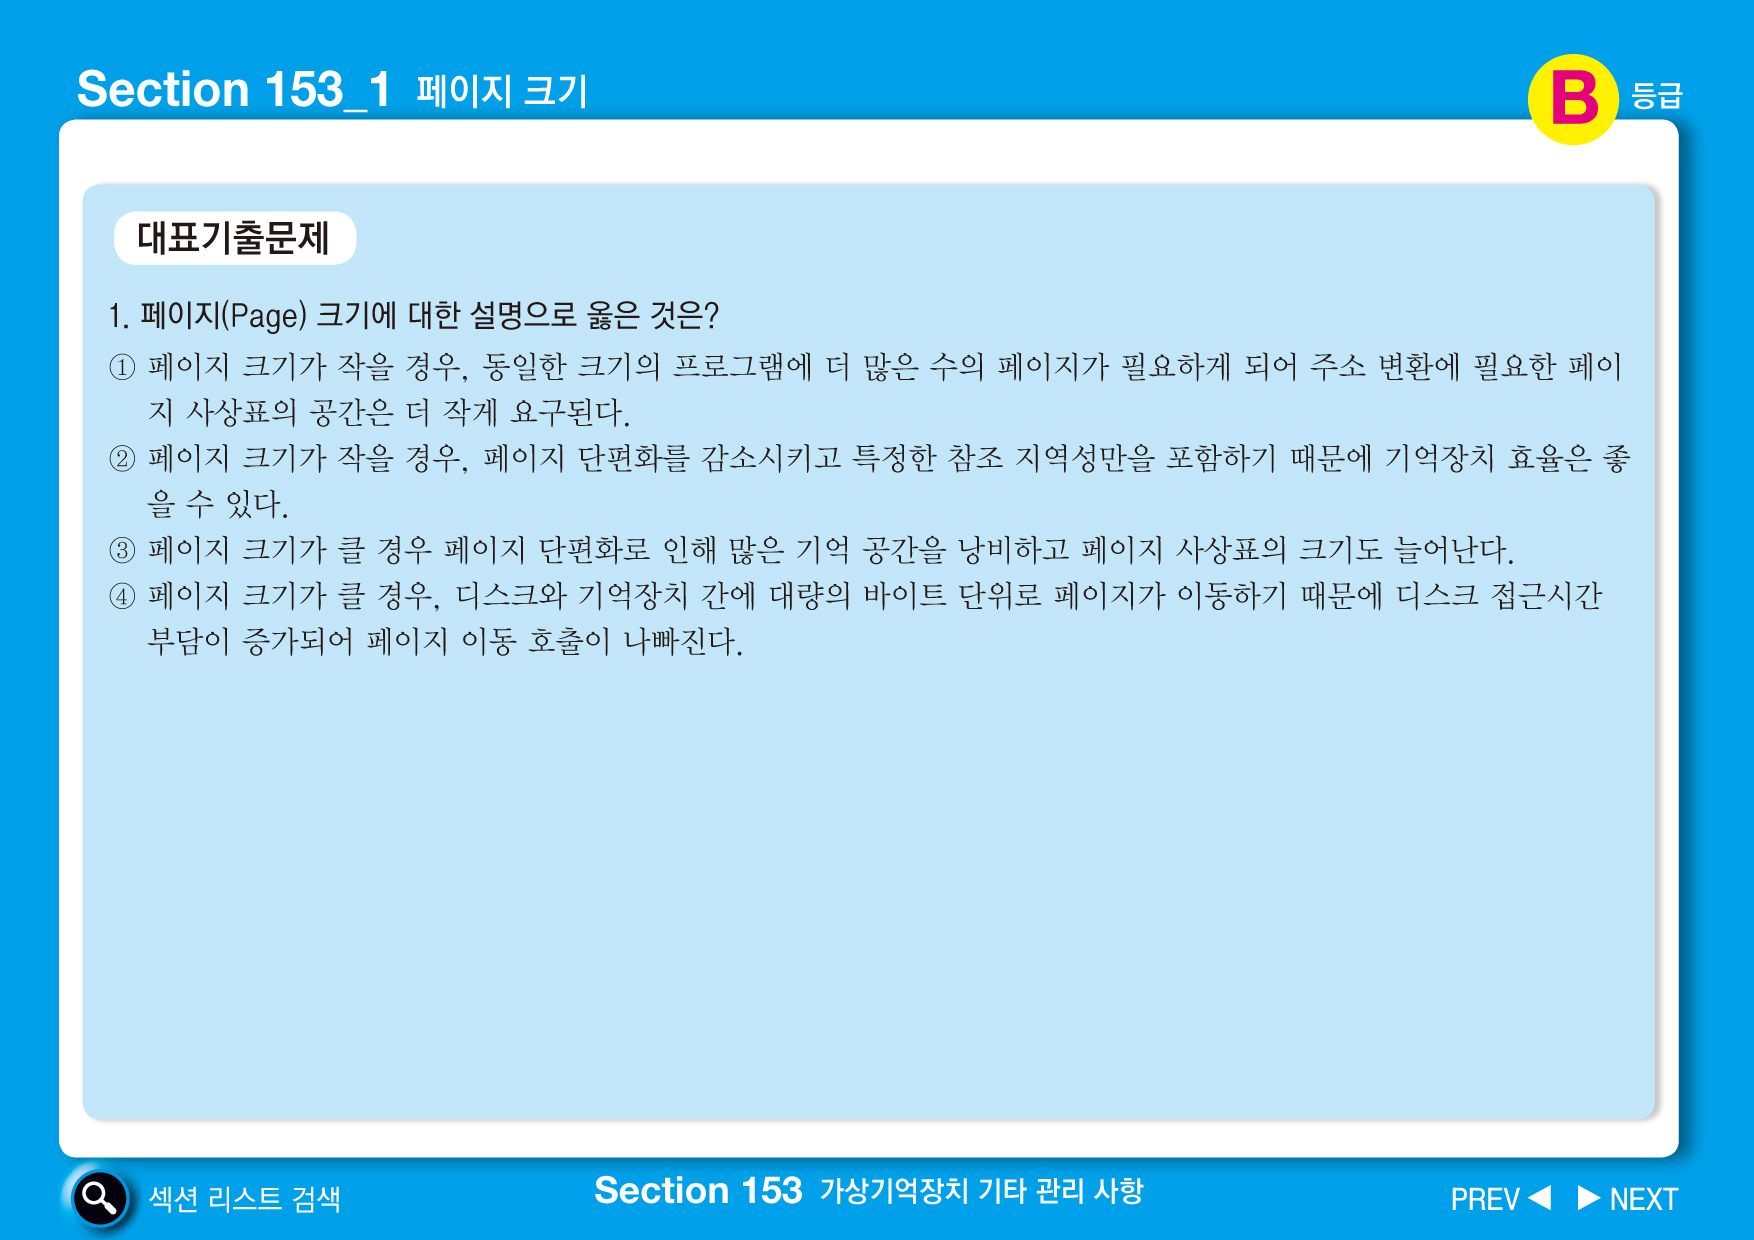 Section 153_1 페이지 크기
B 등급
대표기출문제
1. 페이지(Page) 크기에 대한 설명으로 옳은 것은?
① 페이지 크기가 작을 경우, 동일한 크기의 프로그램에 더 많은 수의 페이지가 필요하게 되어 주소 변환에 필요한 페이
지 사상표의 공간은 더 작게 요구된다.
② 페이지 크기가 작을 경우, 페이지 단편화를 감소시키고 특정한 참조 지역성만을 포함하기 때문에 기억장치 효율은 좋
을 수 있다.
③ 페이지 크기가 클 경우 페이지 단편화로 인해 많은 기억 공간을 낭비하고 페이지 사상표의 크기도 늘어난다.
④ 페이지 크기가 클 경우, 디스크와 기억장치 간에 대량의 바이트 단위로 페이지가 이동하기 때문에 디스크 접근시간
부담이 증가되어 페이지 이동 호출이 나빠진다.
섹션 리스트 검색
Section 153 가상기억장치 기타 관리 사항
PREV ◀ ▶ NEXT